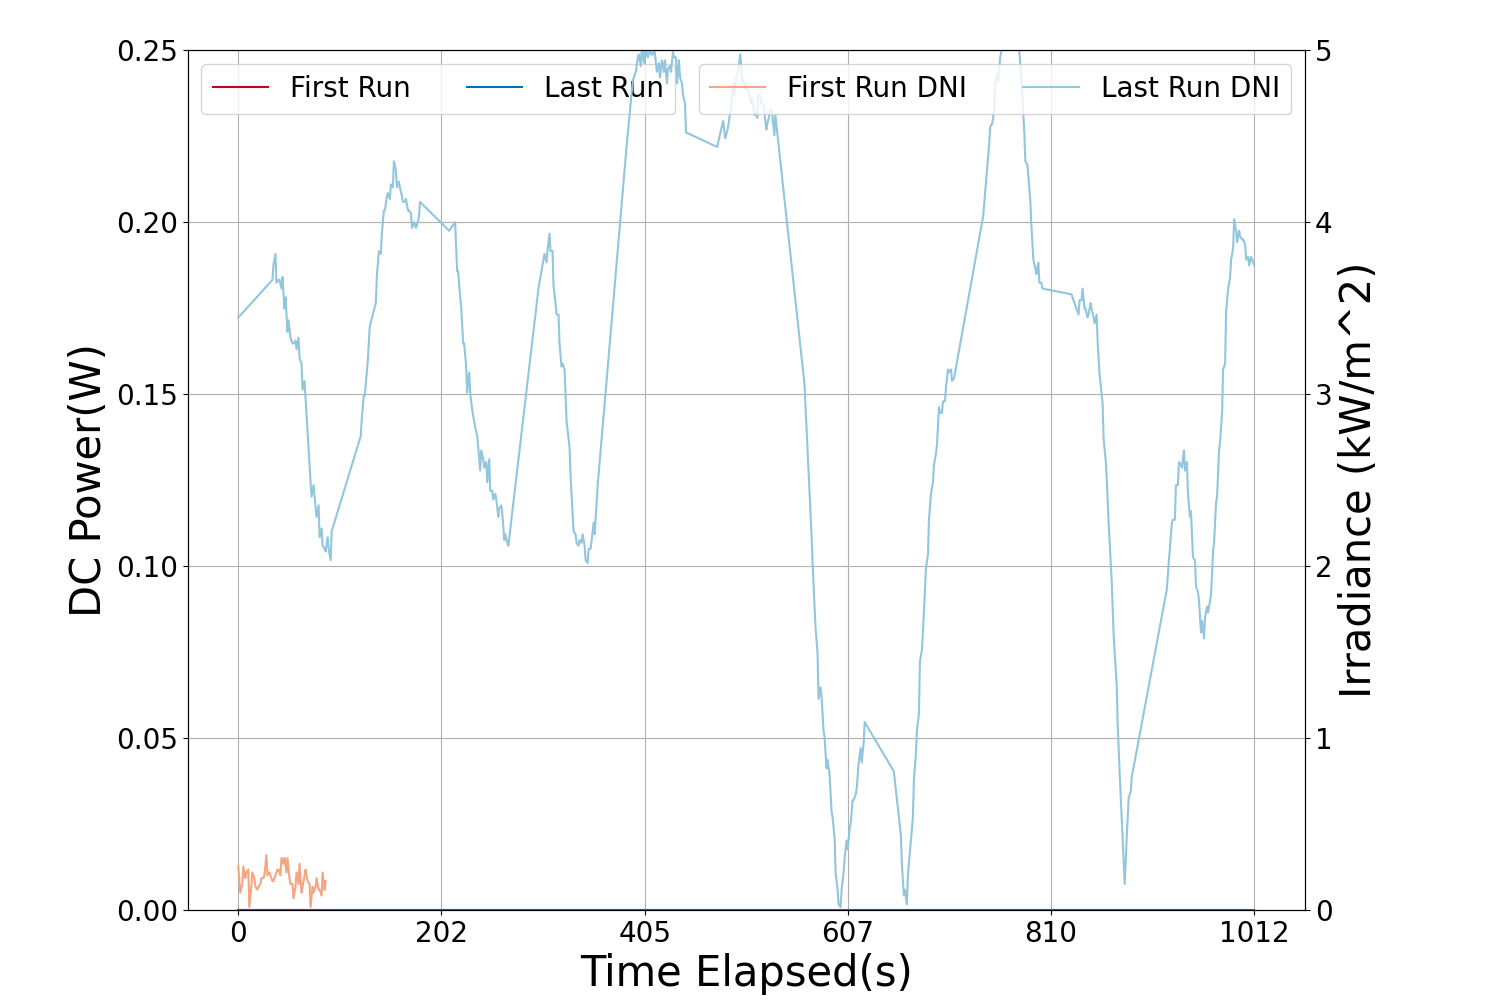 First Run
Last Run
First Run DNI
Last Run DNI
0.25
0.20
0.15
0.10
0.05
0.00
DC Power(W)
5
4
3
2
1
0
Irradiance (kW/m^2)
0 202 405 607 810 1012
Time Elapsed(s)